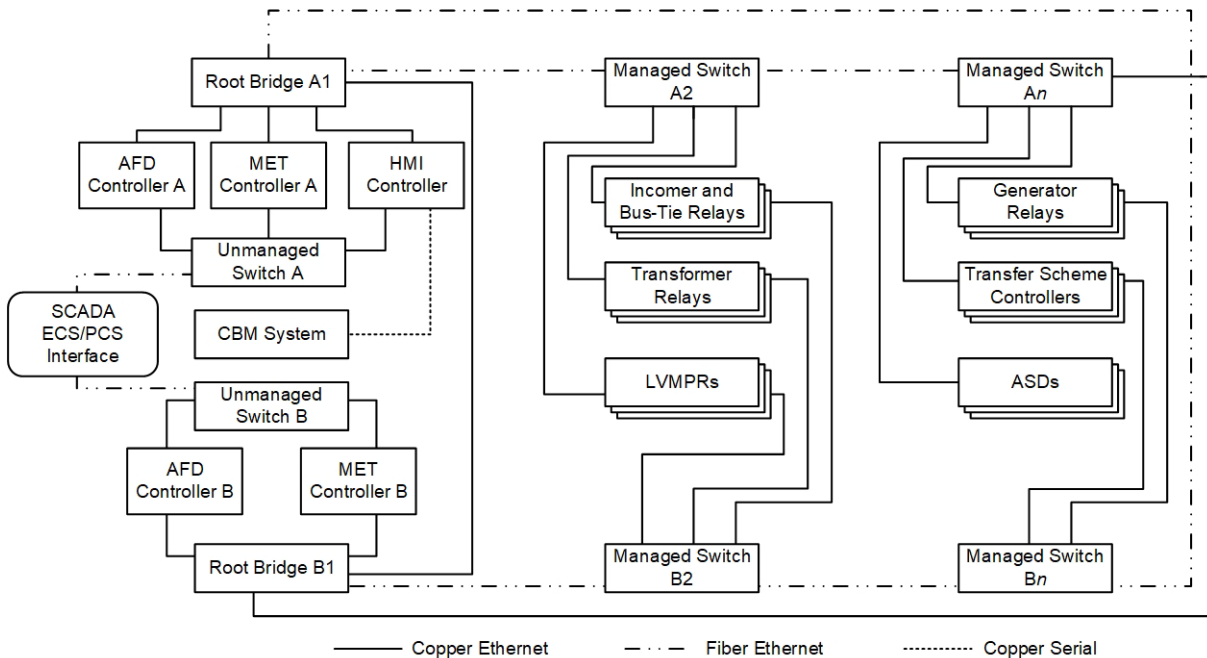 Root Bridge A1
Managed Switch
A2
Managed Switch
An
AFD
Controller A
MET
Controller A
HMI
Controller
Incomer and
Bus-Tie Relays
Generator
Relays
Unmanaged
Switch A
Transformer
Relays
Transfer Scheme
Controllers
SCADA
ECS/PCS
Interface
CBM System
LVMPRs
ASDs
Unmanaged
Switch B
AFD
Controller B
MET
Controller B
Root Bridge B1
Managed Switch
B2
Managed Switch
Bn
Copper Ethernet
Fiber Ethernet
Copper Serial